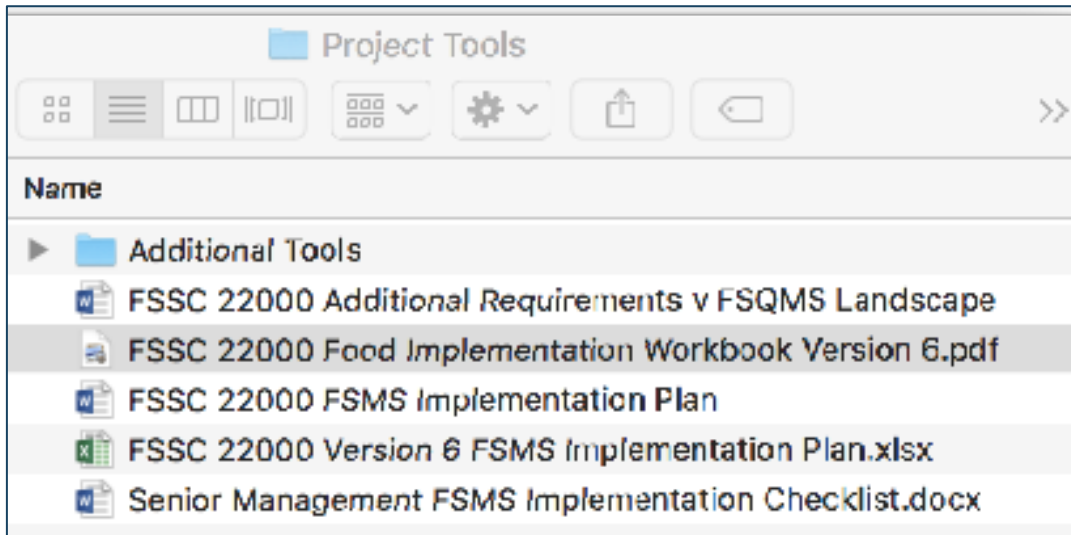 Project Tools
Name
Additional Tools
FSSC 22000 Additional Requirements v FSQMS Landscape
FSSC 22000 Food Implementation Workbook Version 6.pdf
FSSC 22000 FSMS Implementation Plan
FSSC 22000 Version 6 FSMS Implementation Plan.xlsx
Senior Management FSMS Implementation Checklist.docx